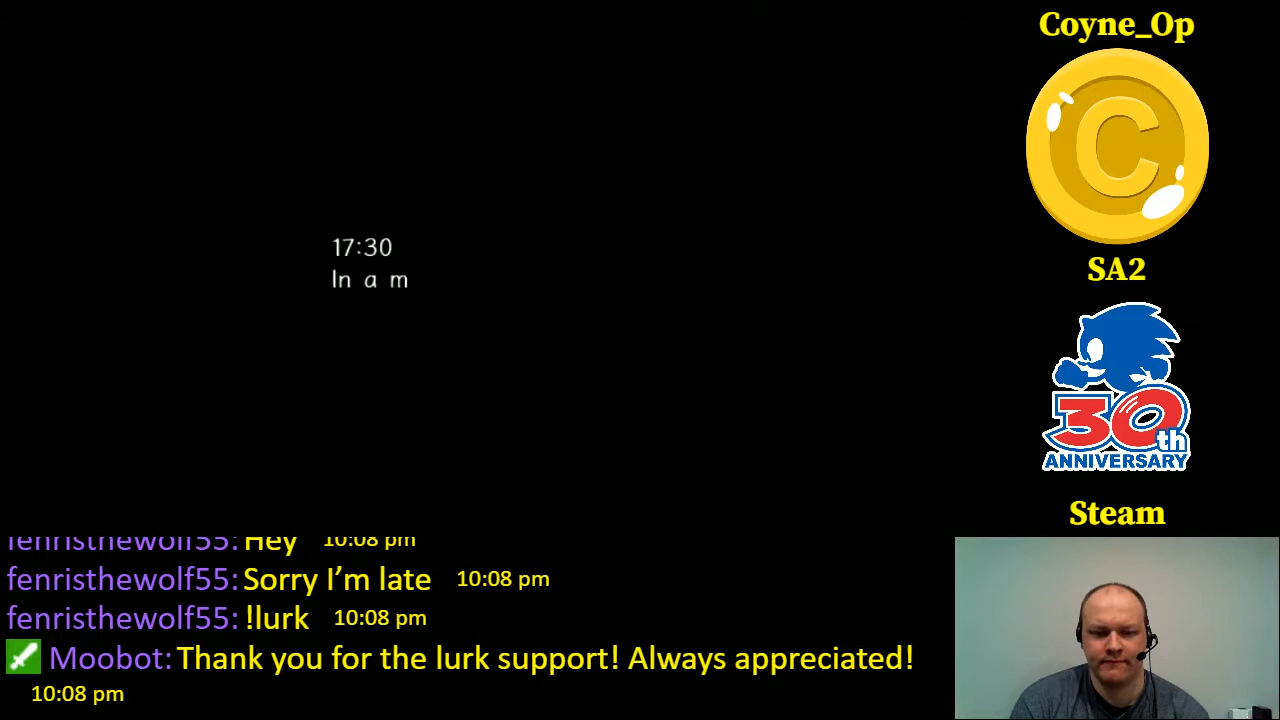 Coyne_Op
C
17:30
In a m
SA2
30th
ANNIVERSARY
Steam
fenristhewolf55: Hey 10:08 pm
fenristhewolf55: Sorry I'm late 10:08 pm
fenristhewolf55: !lurk 10:08 pm
Moobot: Thank you for the lurk support! Always appreciated!
10:08 pm